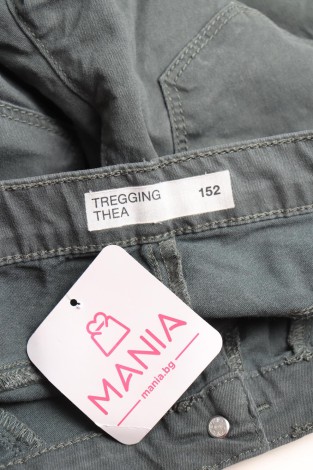 TREGGING 152
THEA
MANIA
mania.bg